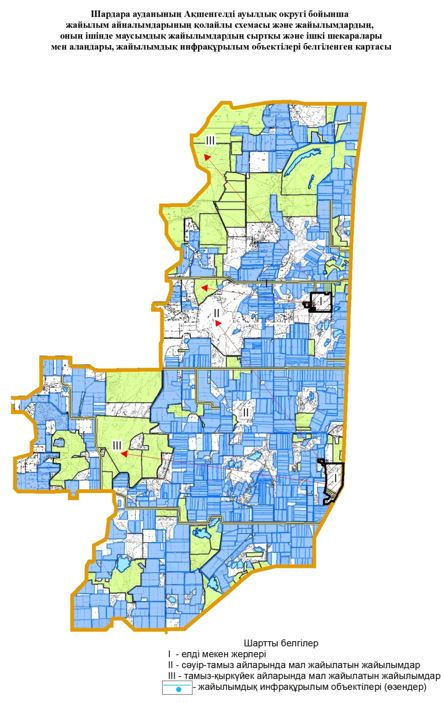 Шардара ауданының Ақшеңгелді ауылдық округі бойынша
жайылым айналымдарының қолайлы схемасы және жайылымдардың,
оның ішінде маусымдық жайылымдардың сыртқы және ішкі шекаралары
мен алаңдары, жайылымдық инфрақұрылым объектілері белгіленген картасы
III
I
II
II
III
I
Шартты белгілер
I - елді мекен жерлері
II - сәуір-тамыз айларында мал жайылатын жайылымдар
III - тамыз-қыркүйек айларында мал жайылатын жайылымдар
- жайылымдық инфрақұрылым объектілері (өзендер)